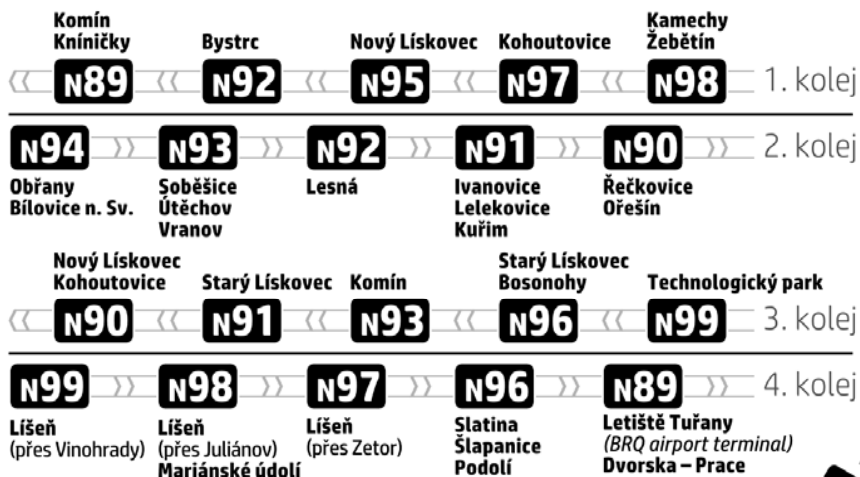 Komín
Kníničky
Bystrc
Nový Lískovec
Kohoutovice
Kamechy
Žebětín
N89 N92 N95 N97 N98 1. kolej
N94 N93 N92 N91 N90 2. kolej
Obřany
Bílovice n. Sv.
Soběšice
Útěchov
Vranov
Lesná
Ivanovice
Lelekovice
Kuřim
Řečkovice
Ořešín
Nový Lískovec
Kohoutovice
Starý Lískovec
Komín
Starý Lískovec
Bosonohy
Technologický park
N90 N91 N93 N96 N99 3. kolej
N99 N98 N97 N96 N89 4. kolej
Líšeň
(přes Vinohrady)
Líšeň
(přes Juliánov)
Mariánské údolí
Líšeň
(přes Zetor)
Slatina
Šlapanice
Podolí
Letiště Tuřany
(BRQ airport terminal)
Dvorska – Prace